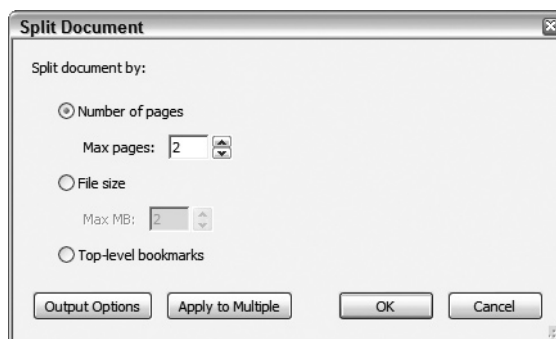 Split Document
Split document by:
Number of pages
Max pages: 2
File size
Max MB: 2
Top-level bookmarks
Output Options Apply to Multiple OK Cancel